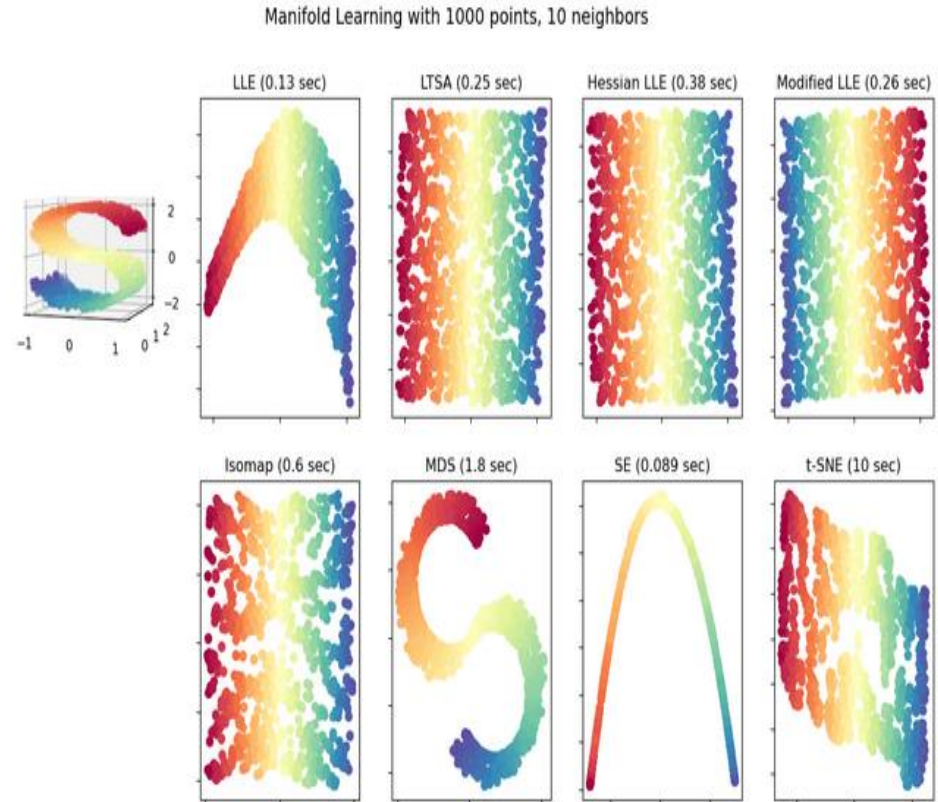 Manifold Learning with 1000 points, 10 neighbors
LLE (0.13 sec)
LTSA (0.25 sec)
Hessian LLE (0.38 sec)
Modified LLE (0.26 sec)
2
0
−2
−1
0
1
0
1
2
Isomap (0.6 sec)
MDS (1.8 sec)
SE (0.089 sec)
t-SNE (10 sec)